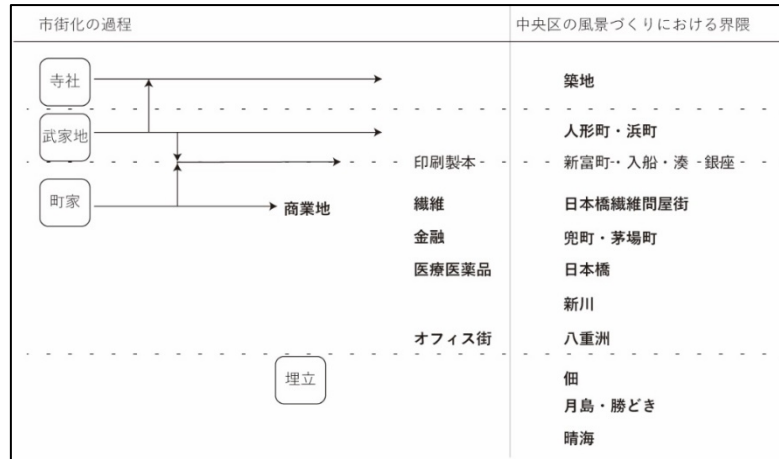 市街化の過程 中央区の風景づくりにおける界隈
寺社 築地
武家地 人形町・浜町
印刷製本 新富町・入船・湊 銀座
町家 商業地 繊維 日本橋繊維問屋街
金融 兜町・茅場町
医療医薬品 日本橋
新川
オフィス街 八重洲
埋立 佃
月島・勝どき
晴海